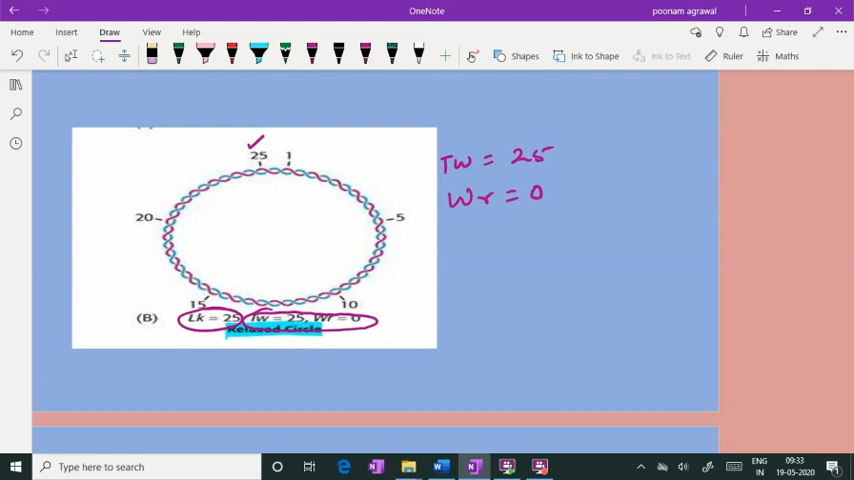 OneNote
poonam agrawal
Home Insert Draw View Help
Share
Shapes Ink to Shape Ink to Text Ruler Maths
25 1
20 5
15 10
(B) Lk = 25 Tw = 25, Wr = 0
Relaxed Circle
Tw = 25
Wr = 0
Type here to search
ENG
IN
09:33
19-05-2020